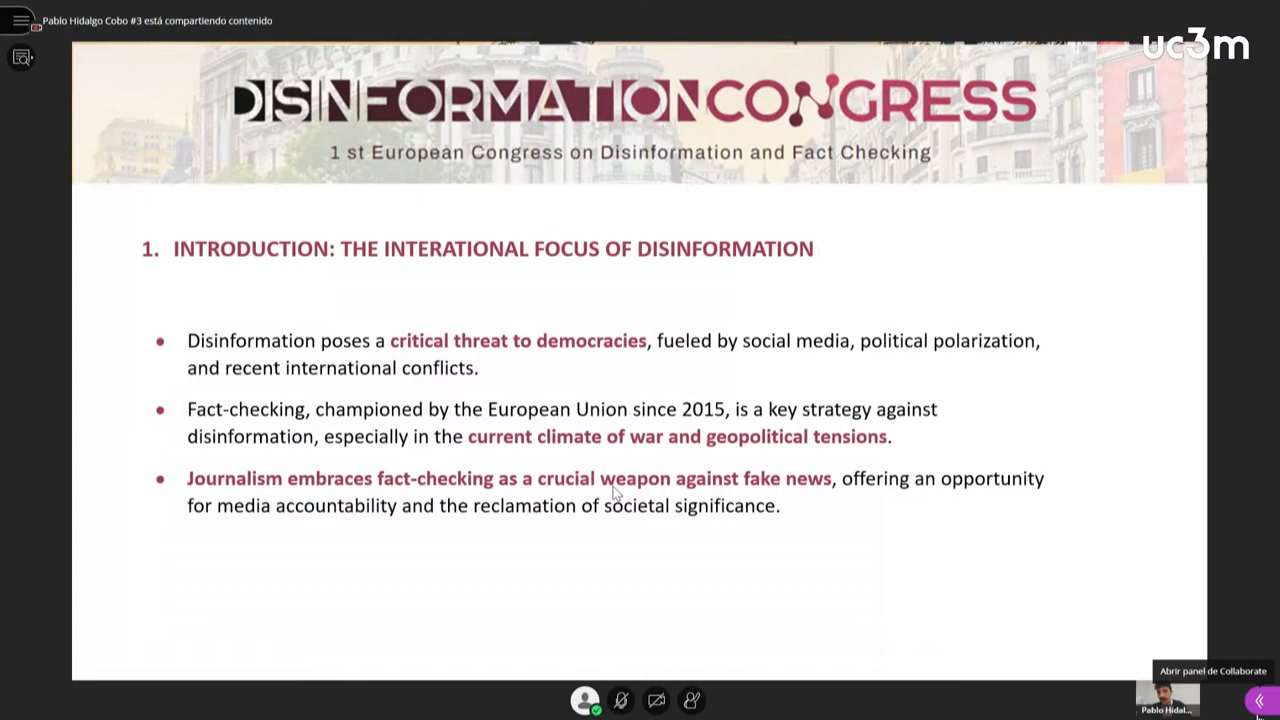 Pablo Hidalgo Cobo #3 está compartiendo contenido
uc3m
DISINFORMATIONCONGRESS
1 st European Congress on Disinformation and Fact Checking
1. INTRODUCTION: THE INTERATIONAL FOCUS OF DISINFORMATION
• Disinformation poses a critical threat to democracies, fueled by social media, political polarization,
and recent international conflicts.
• Fact-checking, championed by the European Union since 2015, is a key strategy against
disinformation, especially in the current climate of war and geopolitical tensions.
• Journalism embraces fact-checking as a crucial weapon against fake news, offering an opportunity
for media accountability and the reclamation of societal significance.
Abrir panel de Collaborate
Pablo Hidal...